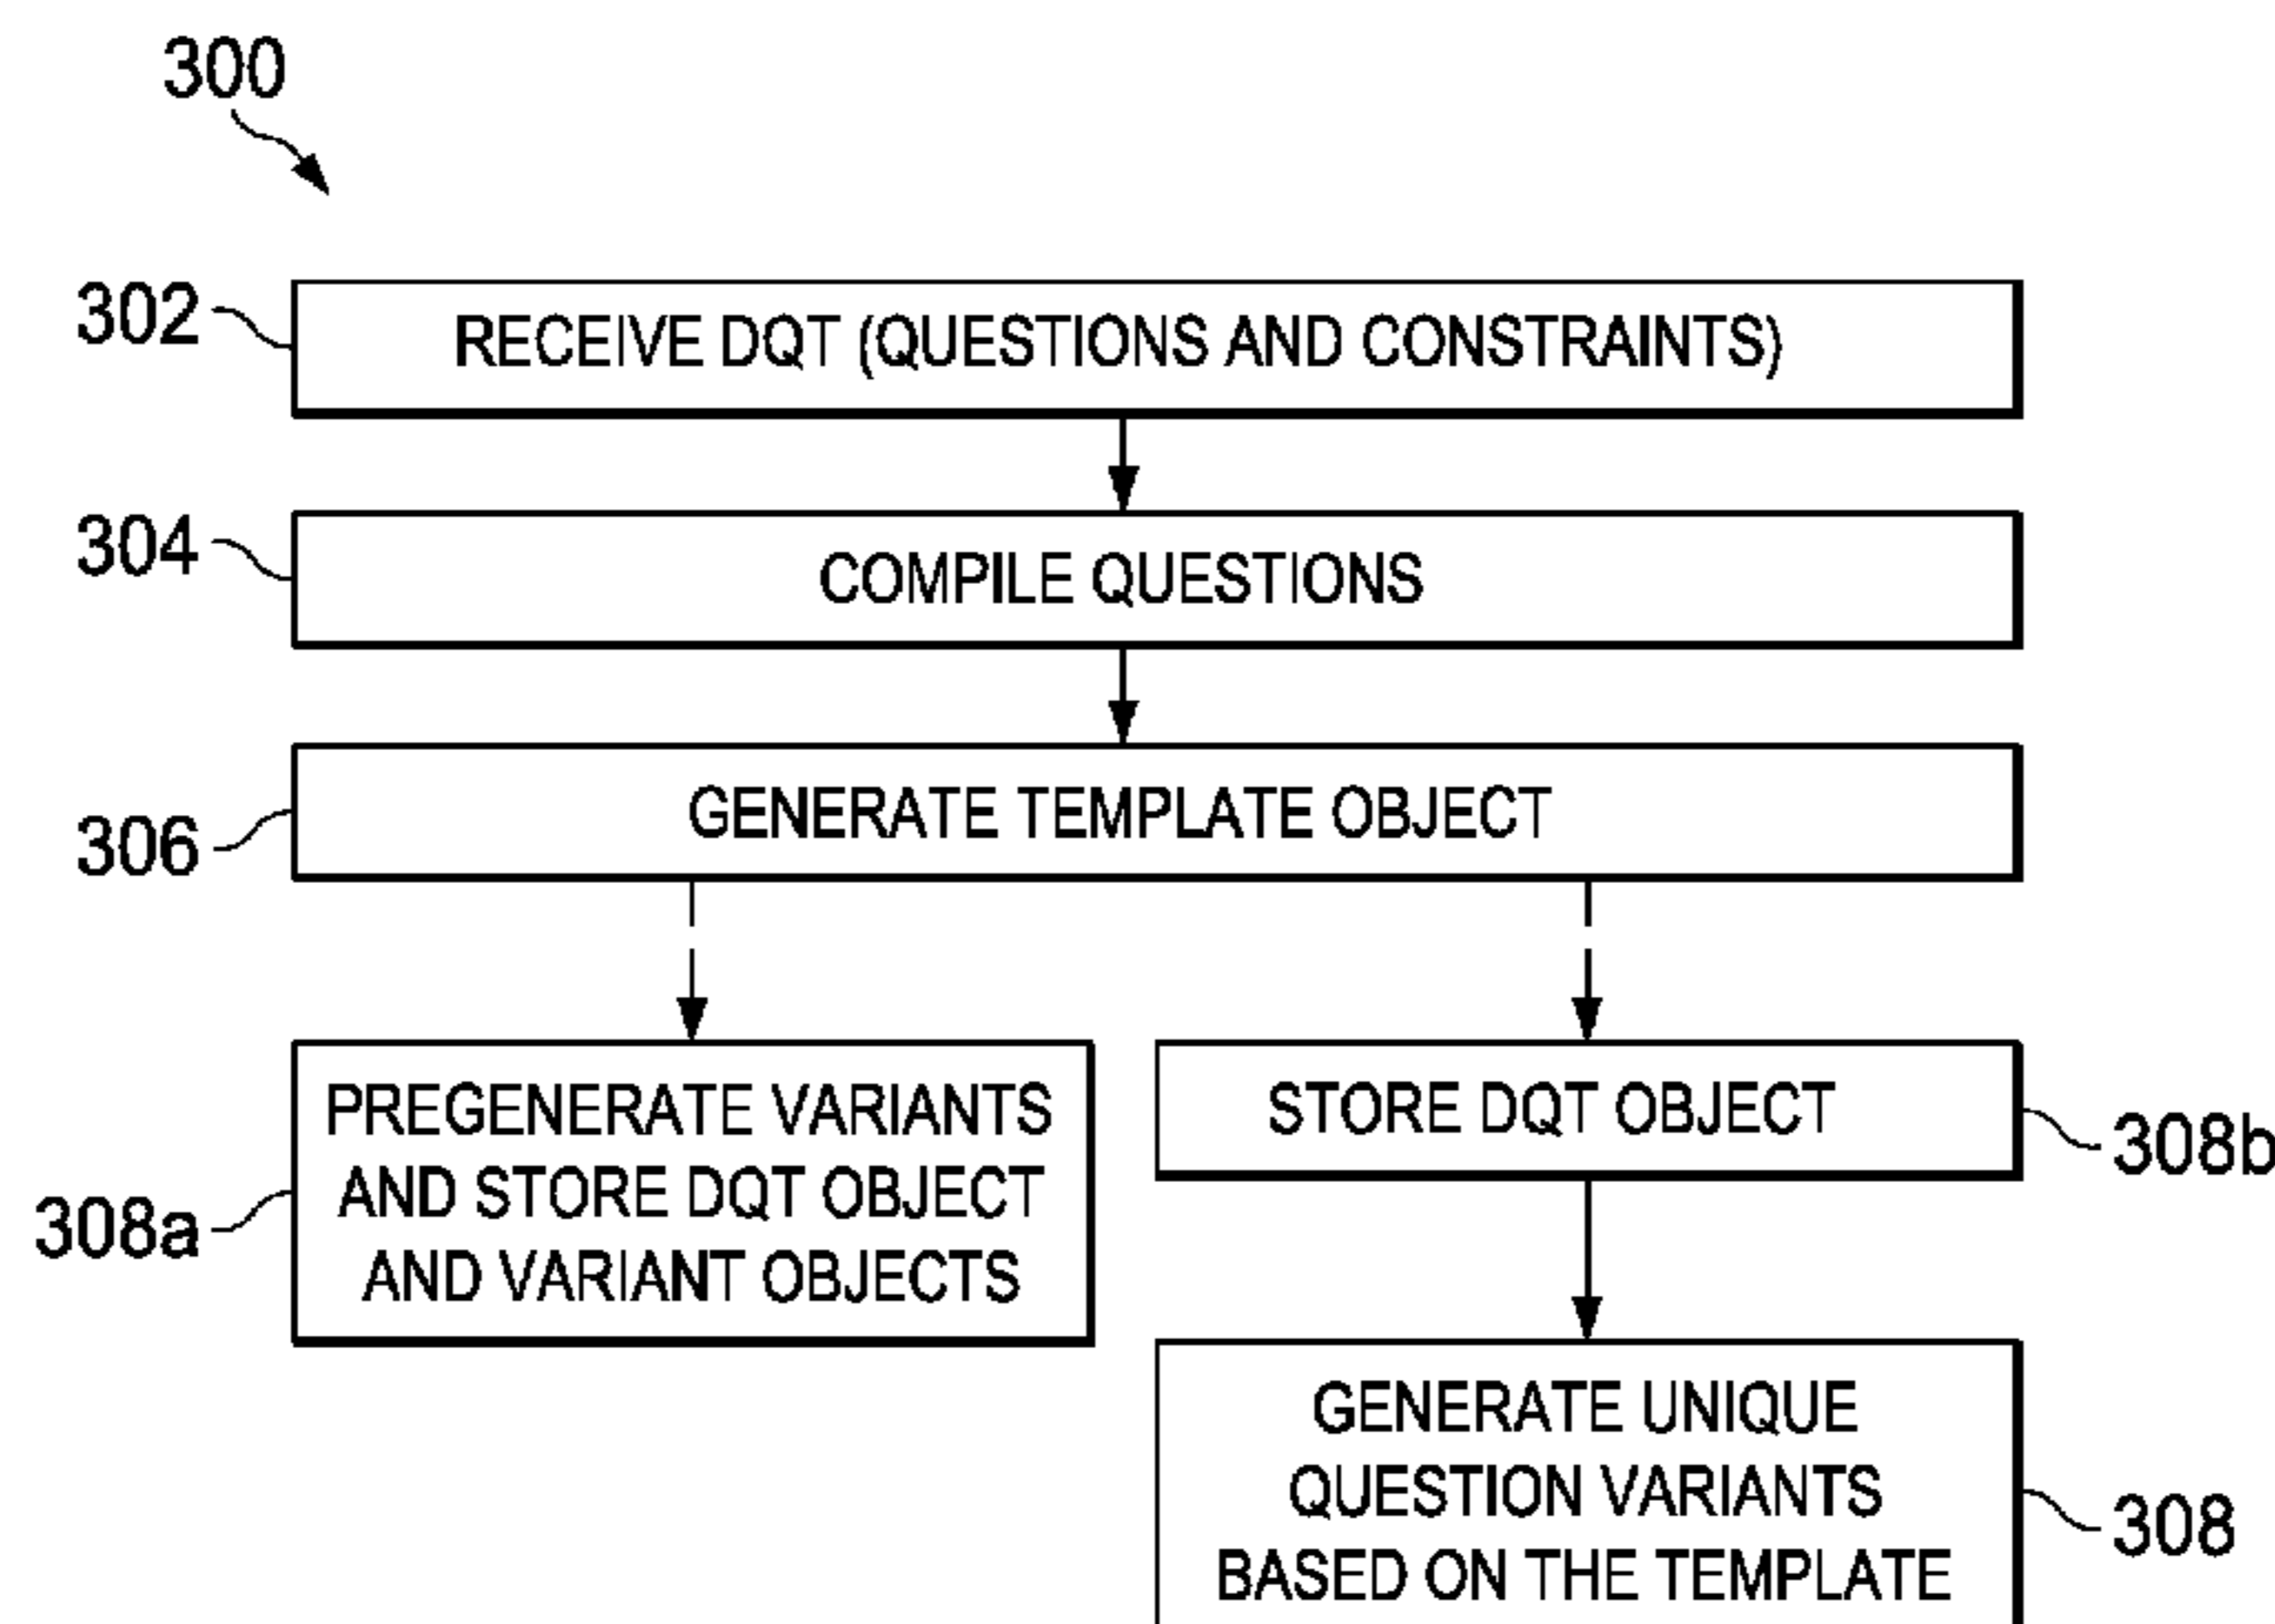 300
302
RECEIVE DQT (QUESTIONS AND CONSTRAINTS)
304
COMPILE QUESTIONS
306
GENERATE TEMPLATE OBJECT
308a
PREGENERATE VARIANTS
AND STORE DQT OBJECT
AND VARIANT OBJECTS
STORE DQT OBJECT
308b
GENERATE UNIQUE
QUESTION VARIANTS
BASED ON THE TEMPLATE
308